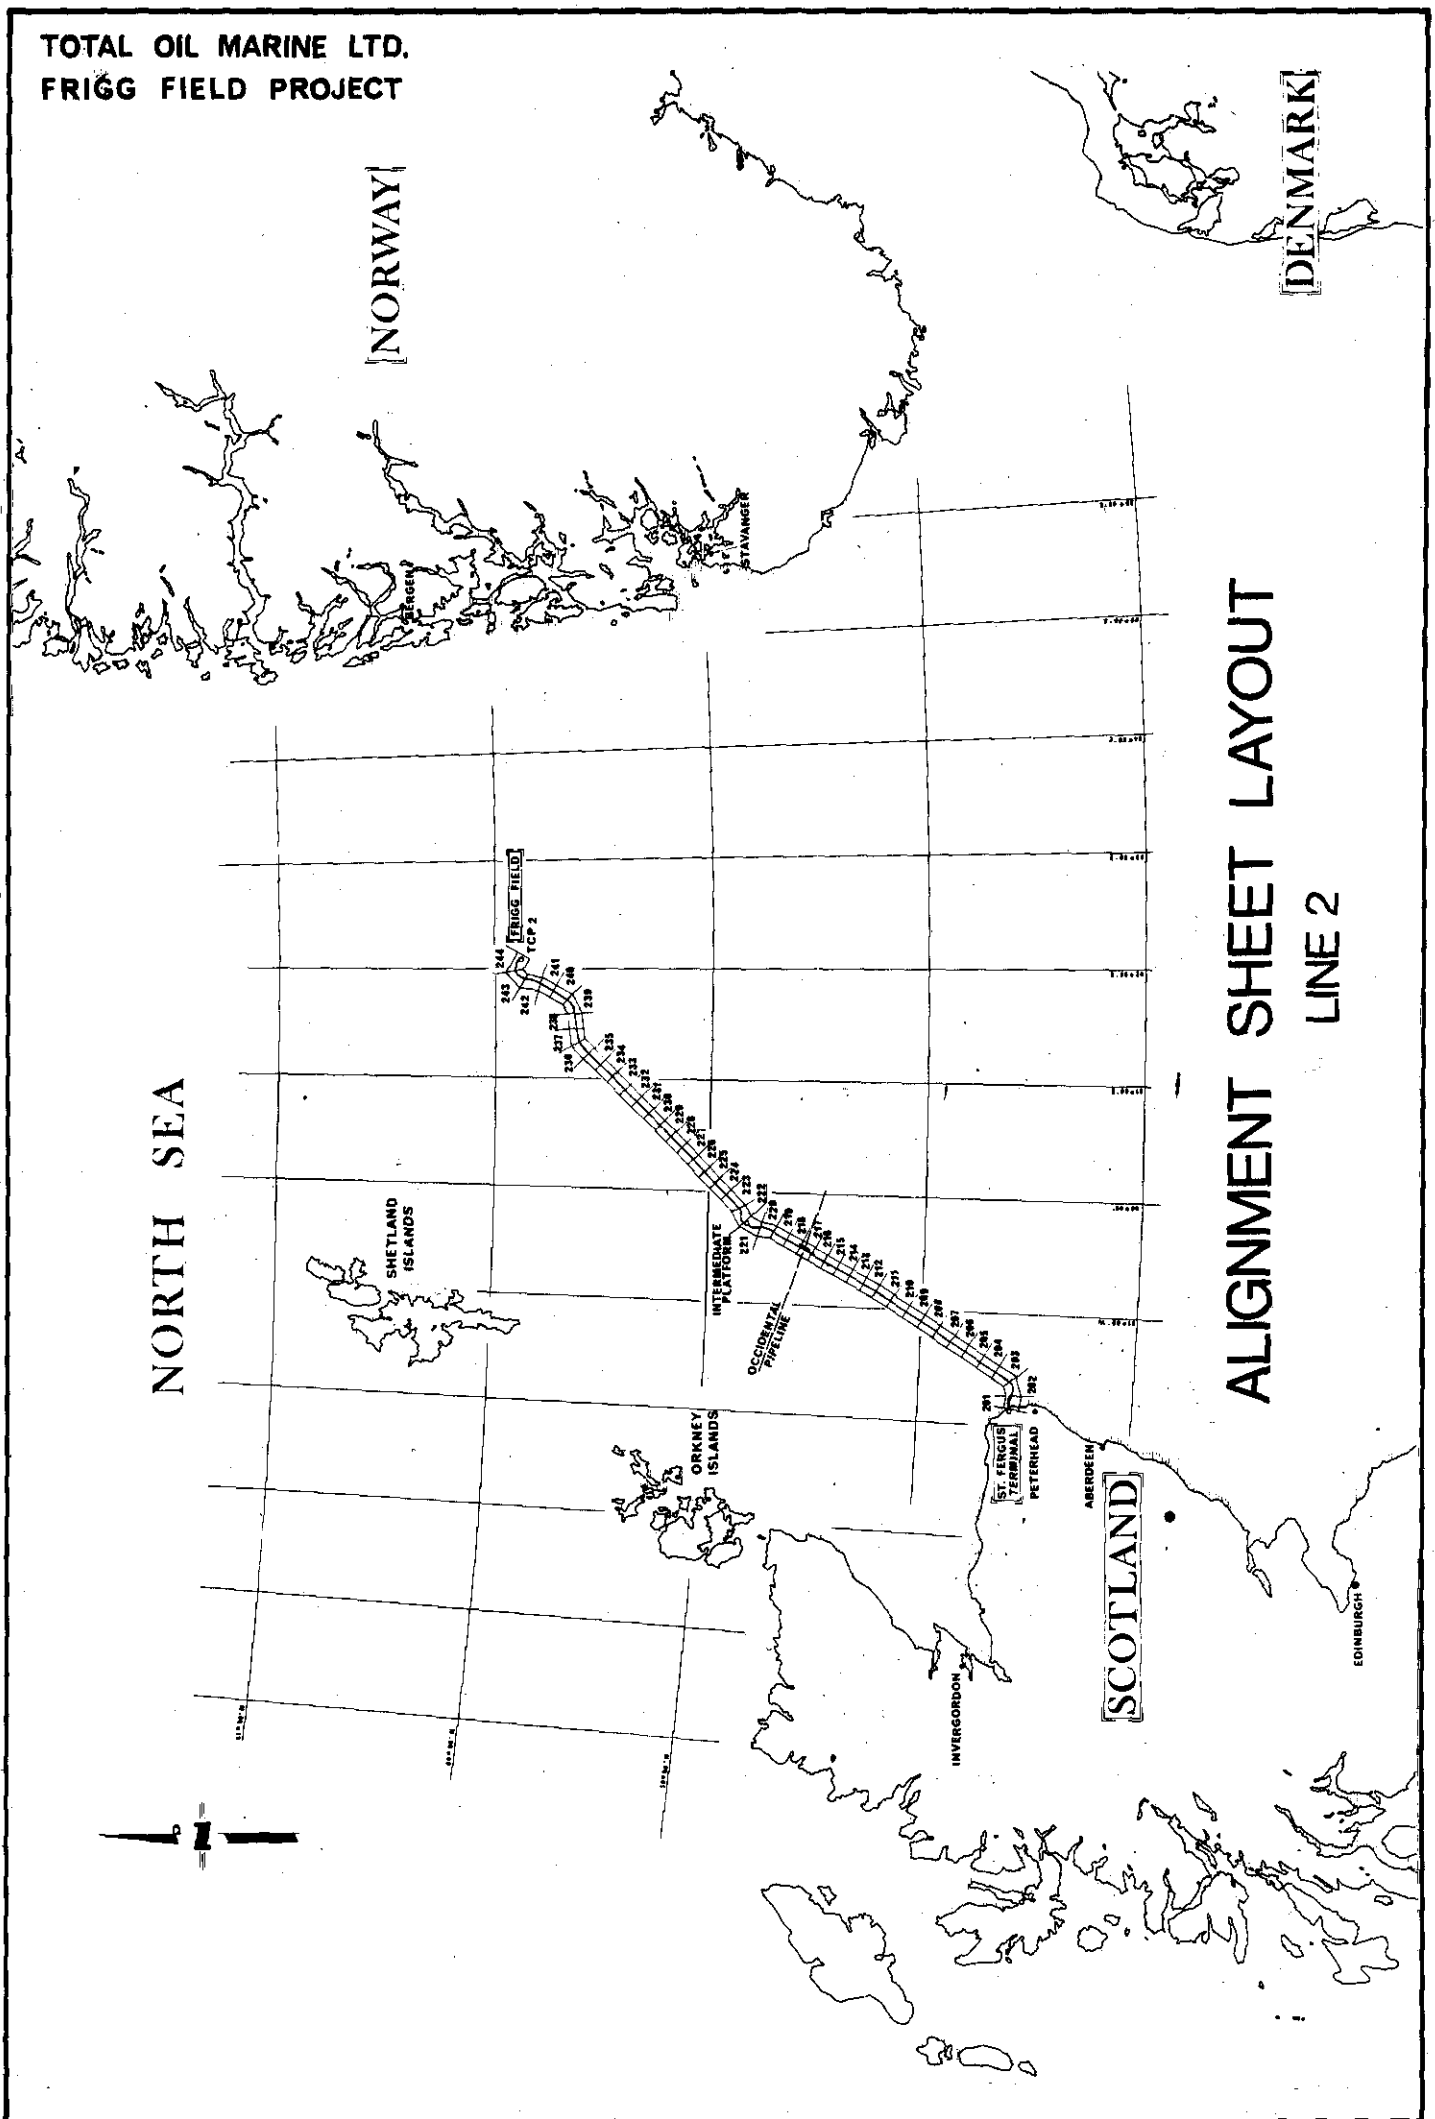 TOTAL OIL MARINE LTD.
FRIGG FIELD PROJECT
NORWAY
DENMARK
BERGEN
STAVANGER
NORTH SEA
SHETLAND
ISLANDS
ORKNEY
ISLANDS
FRIGG FIELD
TCP 2
244
243
242
241
240
239
238
237
236
235
234
233
232
231
230
229
228
227
226
225
224
223
222
221
220
219
218
217
216
215
214
213
212
211
210
209
208
207
206
205
204
203
202
201
INTERMEDIATE
PLATFORM
OCCIDENTAL
PIPELINE
ST. FERGUS
TERMINAL
PETERHEAD
ABERDEEN
SCOTLAND
INVERGORDON
EDINBURGH
ALIGNMENT SHEET LAYOUT
LINE 2